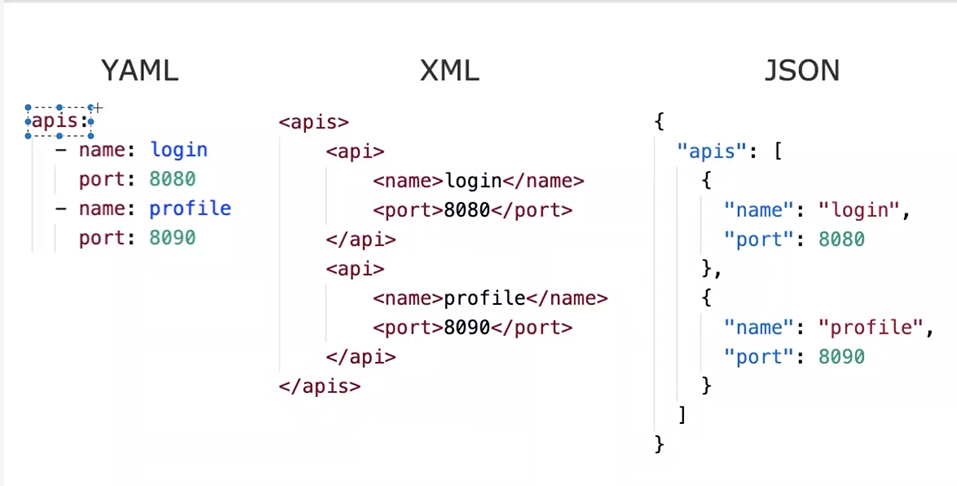 YAML
apis:
  - name: login
    port: 8080
  - name: profile
    port: 8090
XML
<apis>
    <api>
        <name>login</name>
        <port>8080</port>
    </api>
    <api>
        <name>profile</name>
        <port>8090</port>
    </api>
</apis>
JSON
{
  "apis": [
    {
      "name": "login",
      "port": 8080
    },
    {
      "name": "profile",
      "port": 8090
    }
  ]
}